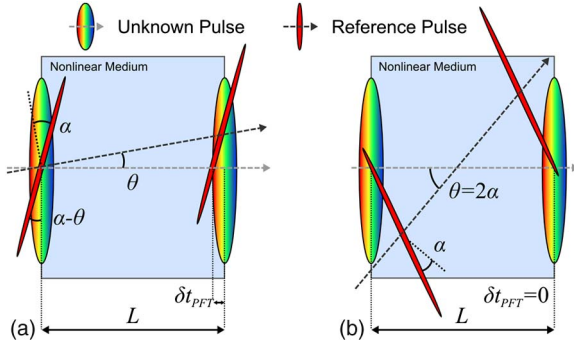 Unknown Pulse
Reference Pulse
Nonlinear Medium
α
θ
α-θ
δt_PFT
L
(a)
Nonlinear Medium
θ=2α
α
δt_PFT=0
L
(b)